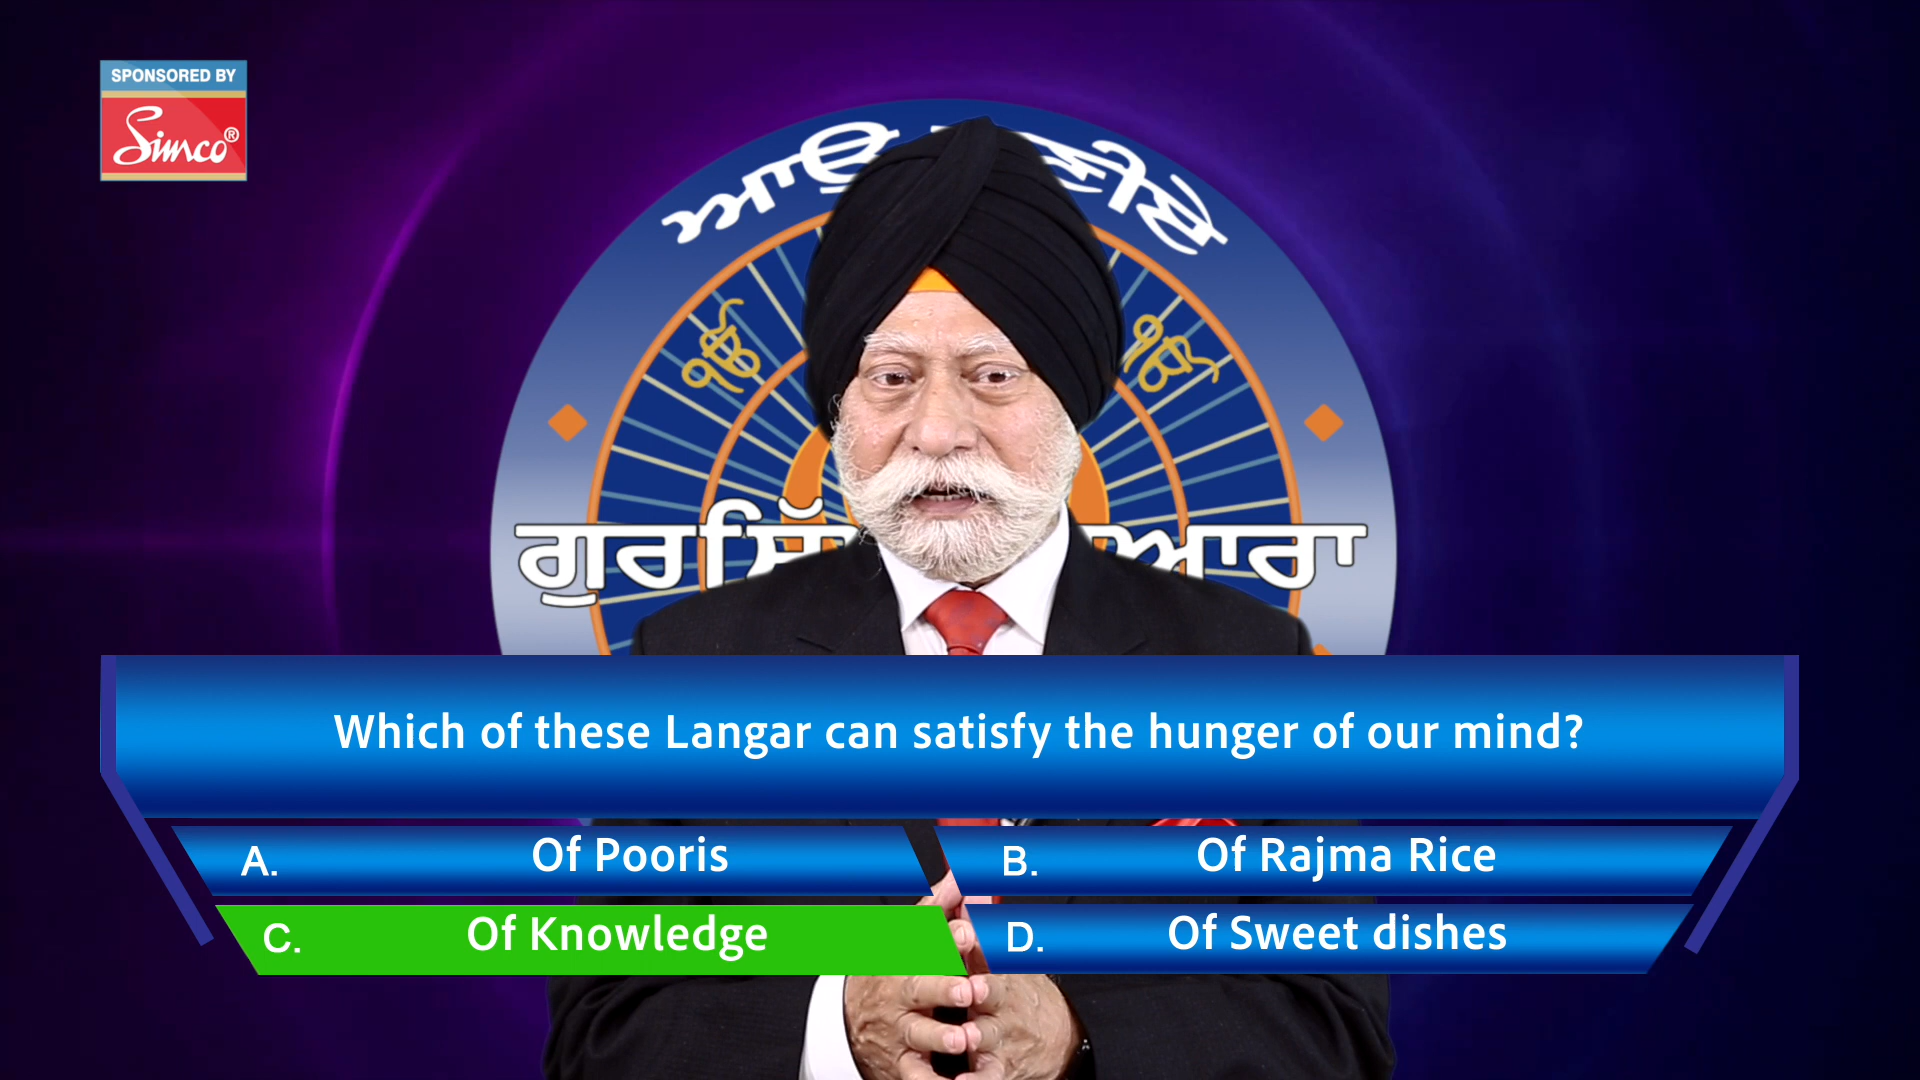 SPONSORED BY
Simco®
ਆਉ
Which of these Langar can satisfy the hunger of our mind?
A. Of Pooris
B. Of Rajma Rice
C. Of Knowledge
D. Of Sweet dishes